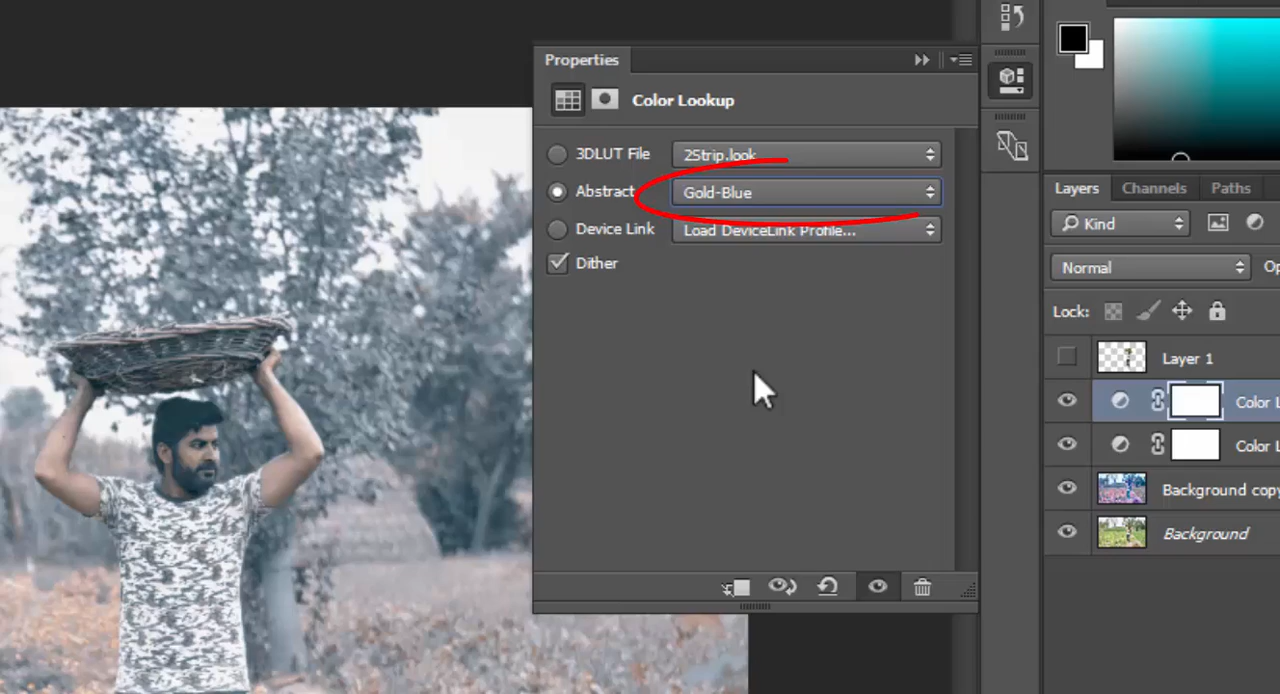 Properties
Color Lookup
3DLUT File 2Strip.look
Abstract Gold-Blue
Device Link Load DeviceLink Profile...
Dither
Layers Channels Paths
Kind
Normal Op
Lock:
Layer 1
Color L
Color L
Background copy
Background